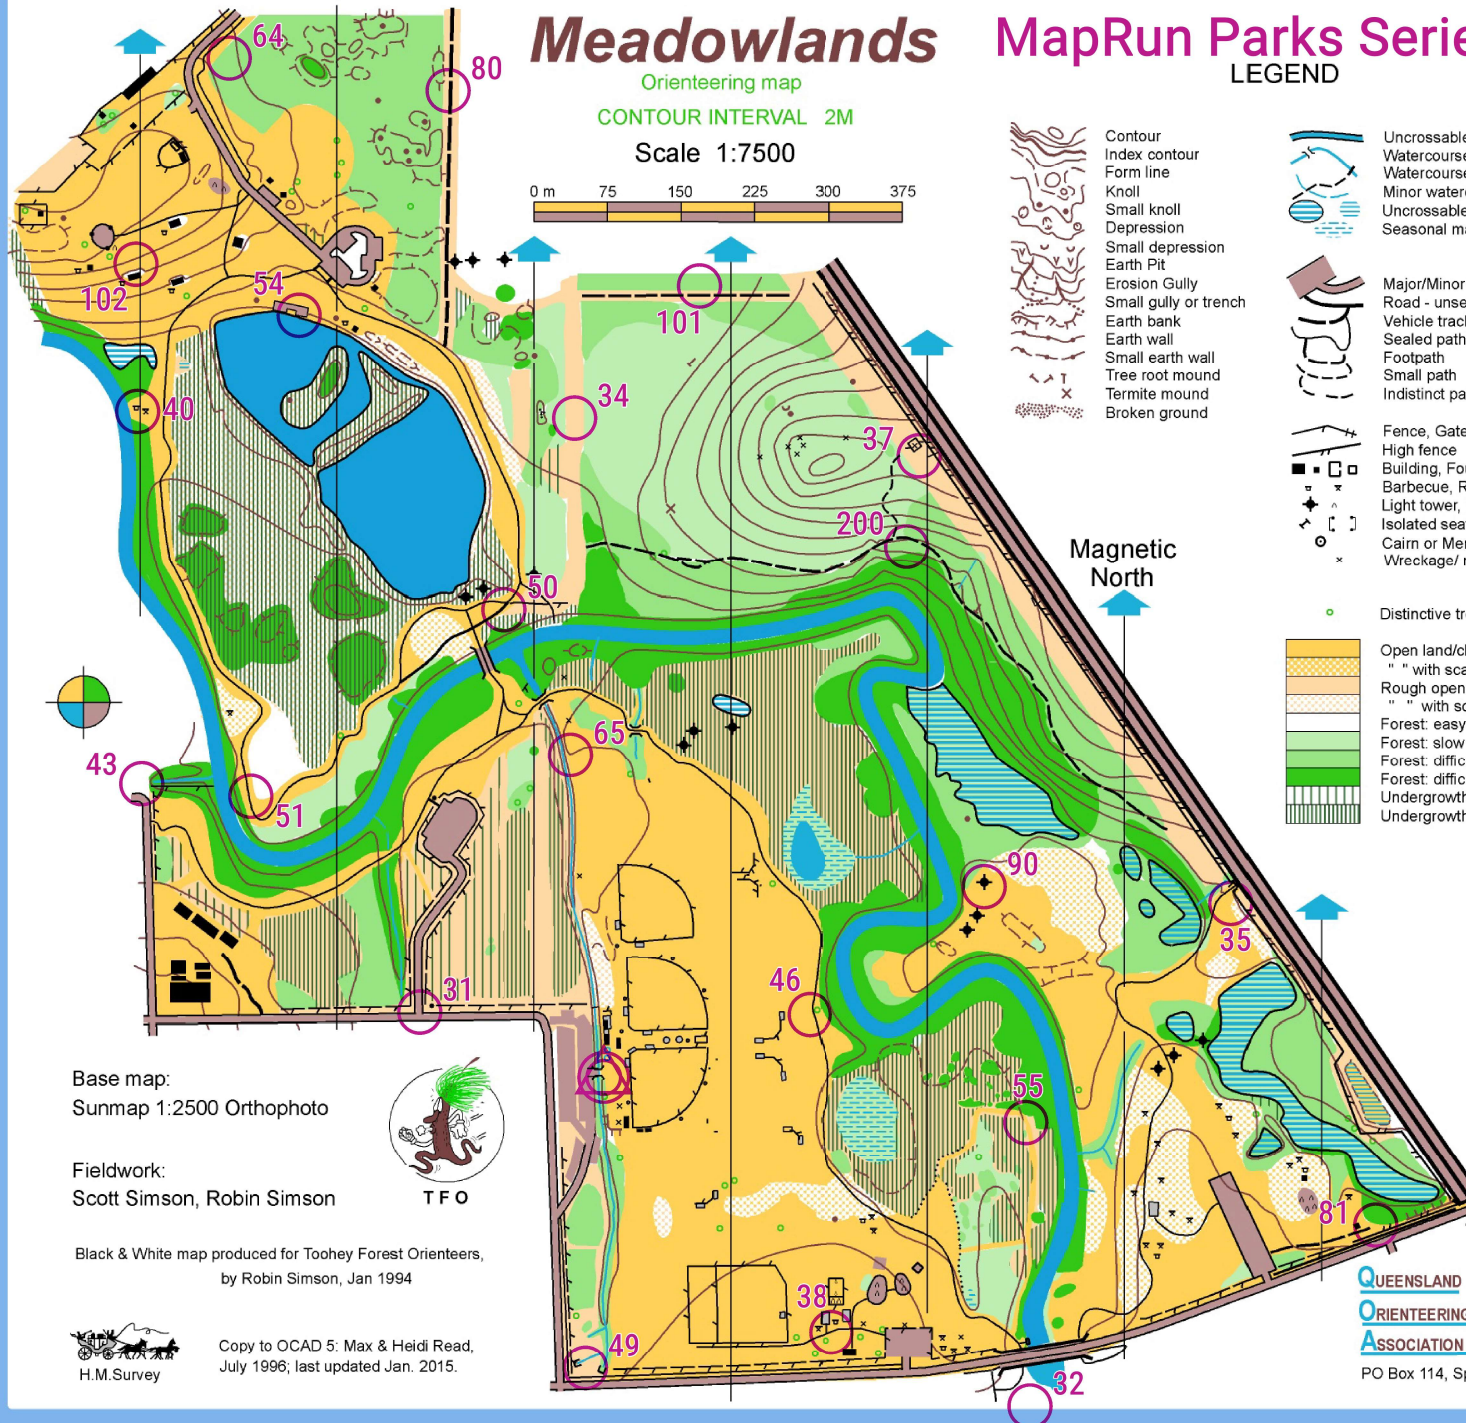 Meadowlands
Orienteering map
CONTOUR INTERVAL 2M
Scale 1:7500
0 m 75 150 225 300 375
MapRun Parks Serie
LEGEND
Contour
Index contour
Form line
Knoll
Small knoll
Depression
Small depression
Earth Pit
Erosion Gully
Small gully or trench
Earth bank
Earth wall
Small earth wall
Tree root mound
Termite mound
Broken ground
Uncrossable
Watercourse
Watercourse
Minor water
Uncrossable
Seasonal ma
Major/Minor
Road - unse
Vehicle track
Sealed path
Footpath
Small path
Indistinct pa
Fence, Gate
High fence
Building, Fou
Barbecue, R
Light tower,
Isolated sea
Cairn or Mem
Wreckage/
Distinctive tre
Open land/cl
" " with sca
Rough open
" " with sc
Forest: easy
Forest: slow
Forest: diffic
Forest: diffic
Undergrowth
Undergrowth
Magnetic
North
64
80
102
54
101
40
34
37
200
50
43
51
65
90
35
31
46
55
81
38
49
32
Base map:
Sunmap 1:2500 Orthophoto
Fieldwork:
Scott Simson, Robin Simson
TFO
Black & White map produced for Toohey Forest Orienteers,
by Robin Simson, Jan 1994
H.M.Survey
Copy to OCAD 5: Max & Heidi Read,
July 1996; last updated Jan. 2015.
QUEENSLAND
ORIENTEERING
ASSOCIATION
PO Box 114, Sp